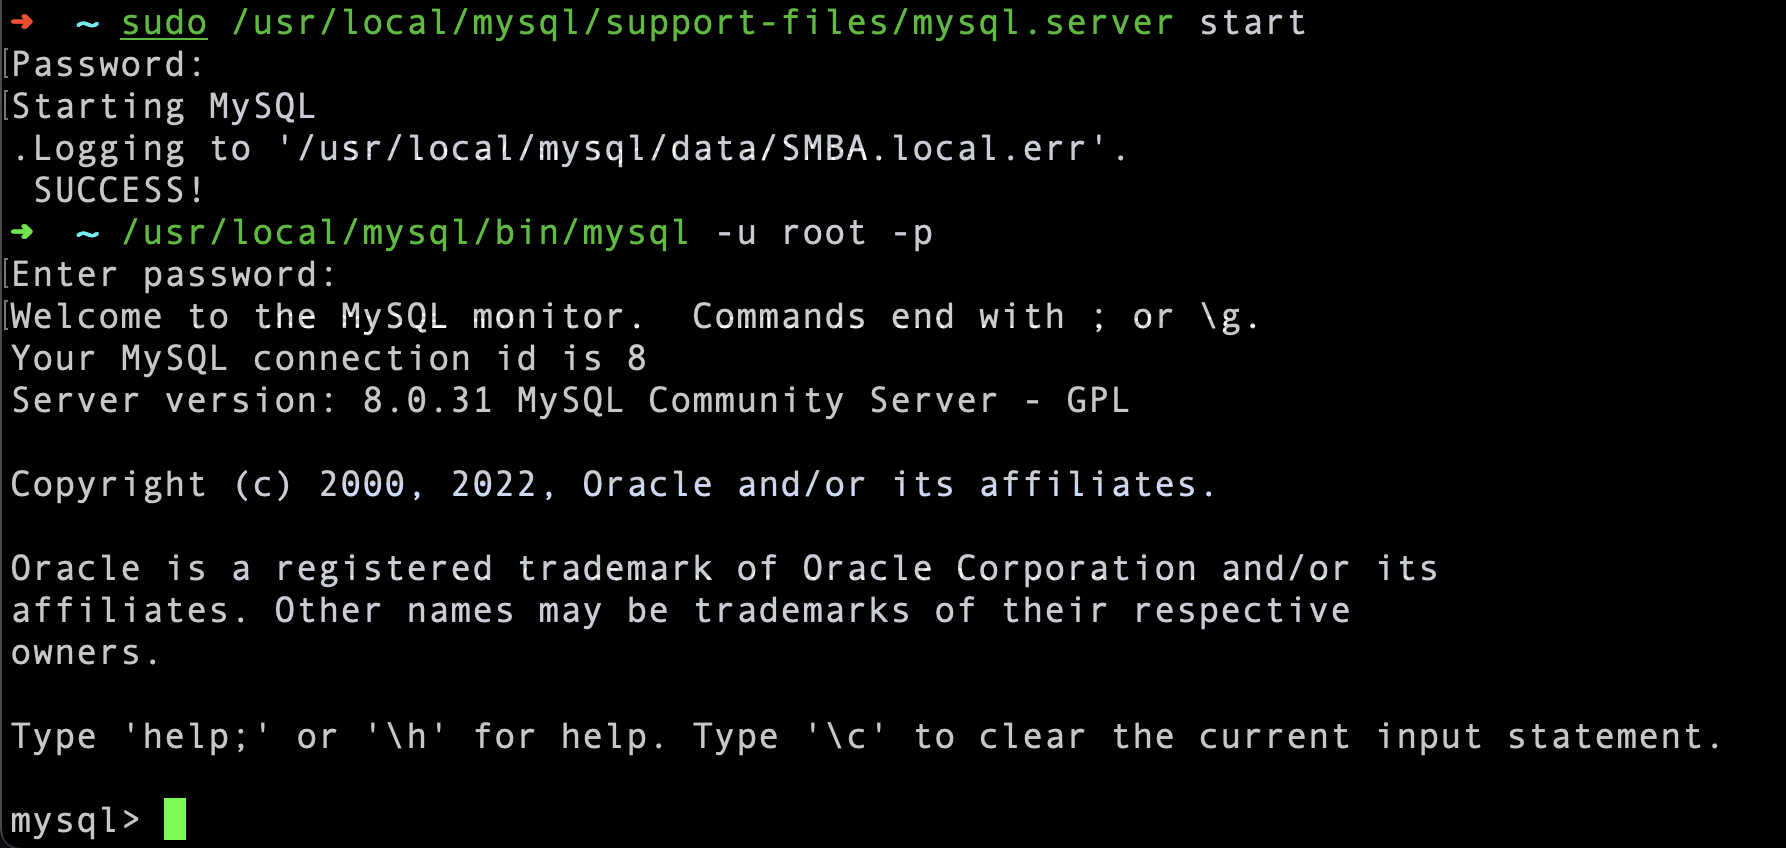 ➜  ~ sudo /usr/local/mysql/support-files/mysql.server start
Password:
Starting MySQL
.Logging to '/usr/local/mysql/data/SMBA.local.err'.
 SUCCESS!
➜  ~ /usr/local/mysql/bin/mysql -u root -p
Enter password:
Welcome to the MySQL monitor.  Commands end with ; or \g.
Your MySQL connection id is 8
Server version: 8.0.31 MySQL Community Server - GPL

Copyright (c) 2000, 2022, Oracle and/or its affiliates.

Oracle is a registered trademark of Oracle Corporation and/or its
affiliates. Other names may be trademarks of their respective
owners.

Type 'help;' or '\h' for help. Type '\c' to clear the current input statement.

mysql>